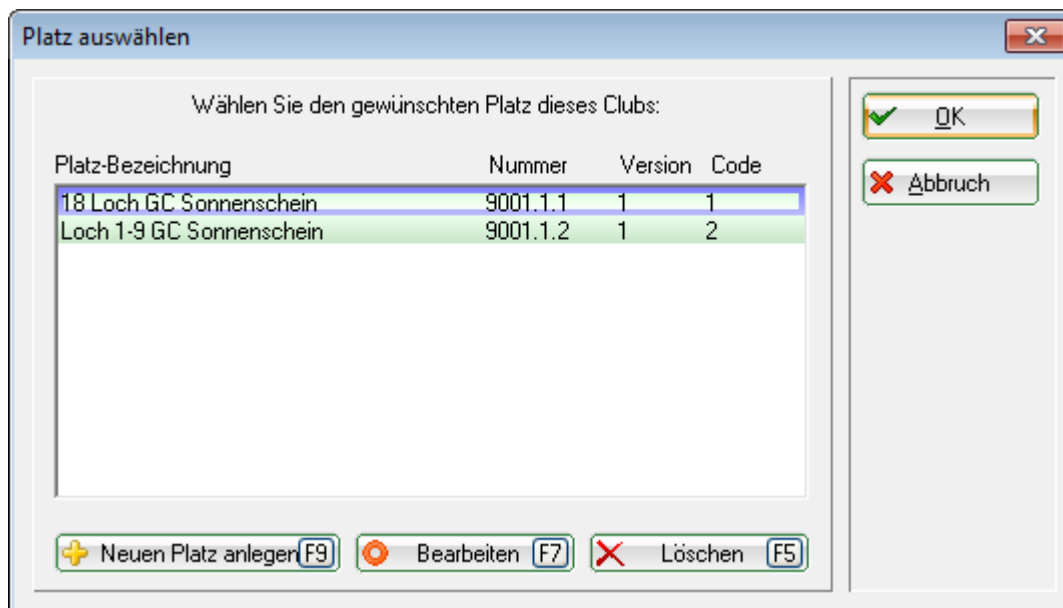 Platz auswählen
Wählen Sie den gewünschten Platz dieses Clubs:
OK
Abbruch
Platz-Bezeichnung Nummer Version Code
18 Loch GC Sonnenschein 9001.1.1 1 1
Loch 1-9 GC Sonnenschein 9001.1.2 1 2
Neuen Platz anlegen F9 Bearbeiten F7 Löschen F5